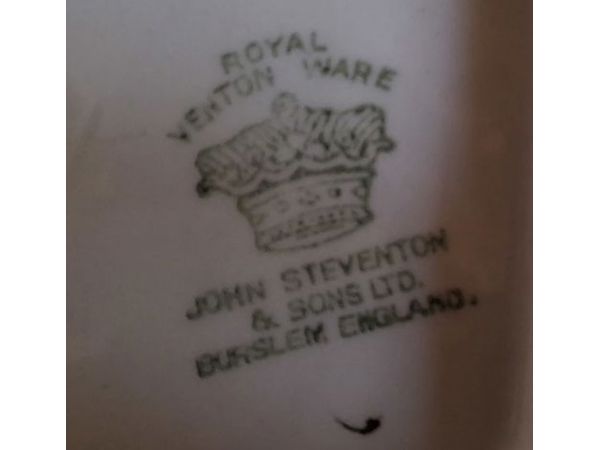 ROYAL
VENTON WARE
JOHN STEVENTON
& SONS LTD.
BURSLEM, ENGLAND.